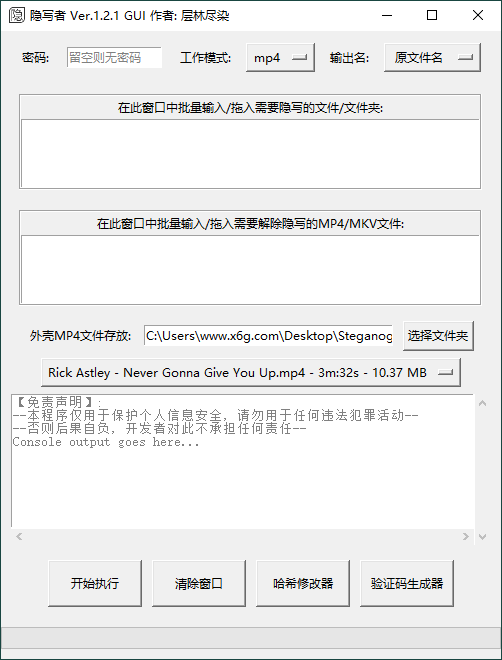 隐 隐写者 Ver.1.2.1 GUI 作者: 层林尽染
密码: 留空则无密码 工作模式: mp4 输出名: 原文件名
在此窗口中批量输入/拖入需要隐写的文件/文件夹:
在此窗口中批量输入/拖入需要解除隐写的MP4/MKV文件:
外壳MP4文件存放: C:\Users\www.x6g.com\Desktop\Steganog 选择文件夹
Rick Astley - Never Gonna Give You Up.mp4 - 3m:32s - 10.37 MB
【免责声明】:
--本程序仅用于保护个人信息安全, 请勿用于任何违法犯罪活动--
--否则后果自负, 开发者对此不承担任何责任--
Console output goes here...
开始执行 清除窗口 哈希修改器 验证码生成器